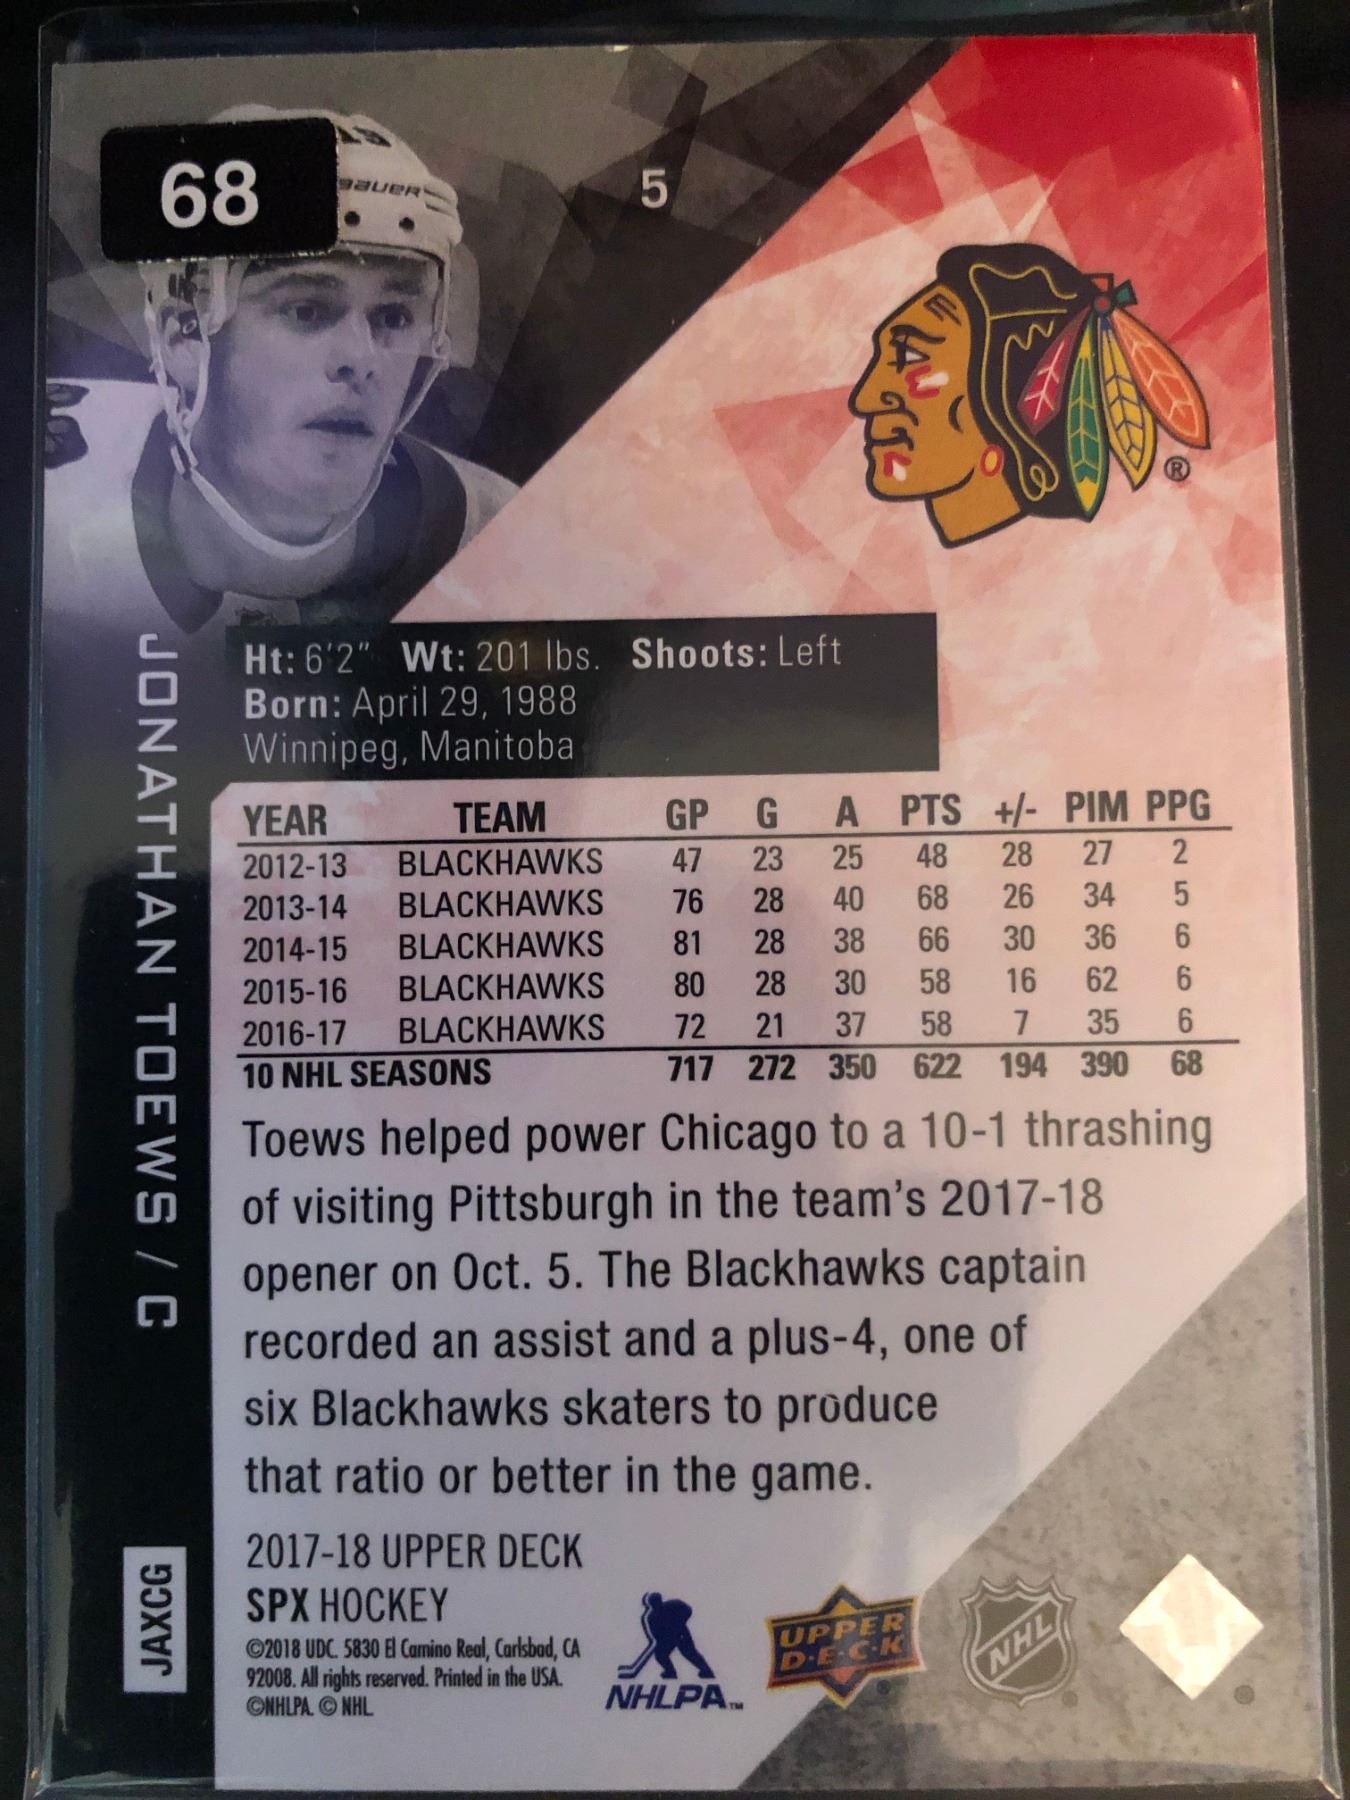 68
BAUER
5
JONATHAN TOEWS / C
Ht: 6'2" Wt: 201 lbs. Shoots: Left
Born: April 29, 1988
Winnipeg, Manitoba
YEAR TEAM GP G A PTS +/- PIM PPG
2012-13 BLACKHAWKS 47 23 25 48 28 27 2
2013-14 BLACKHAWKS 76 28 40 68 26 34 5
2014-15 BLACKHAWKS 81 28 38 66 30 36 6
2015-16 BLACKHAWKS 80 28 30 58 16 62 6
2016-17 BLACKHAWKS 72 21 37 58 7 35 6
10 NHL SEASONS 717 272 350 622 194 390 68
Toews helped power Chicago to a 10-1 thrashing
of visiting Pittsburgh in the team's 2017-18
opener on Oct. 5. The Blackhawks captain
recorded an assist and a plus-4, one of
six Blackhawks skaters to produce
that ratio or better in the game.
JAXCG
2017-18 UPPER DECK
SPX HOCKEY
©2018 UDC. 5830 El Camino Real, Carlsbad, CA
92008. All rights reserved. Printed in the USA.
©NHLPA. © NHL
NHLPA™
UPPER
D·E·C·K
NHL